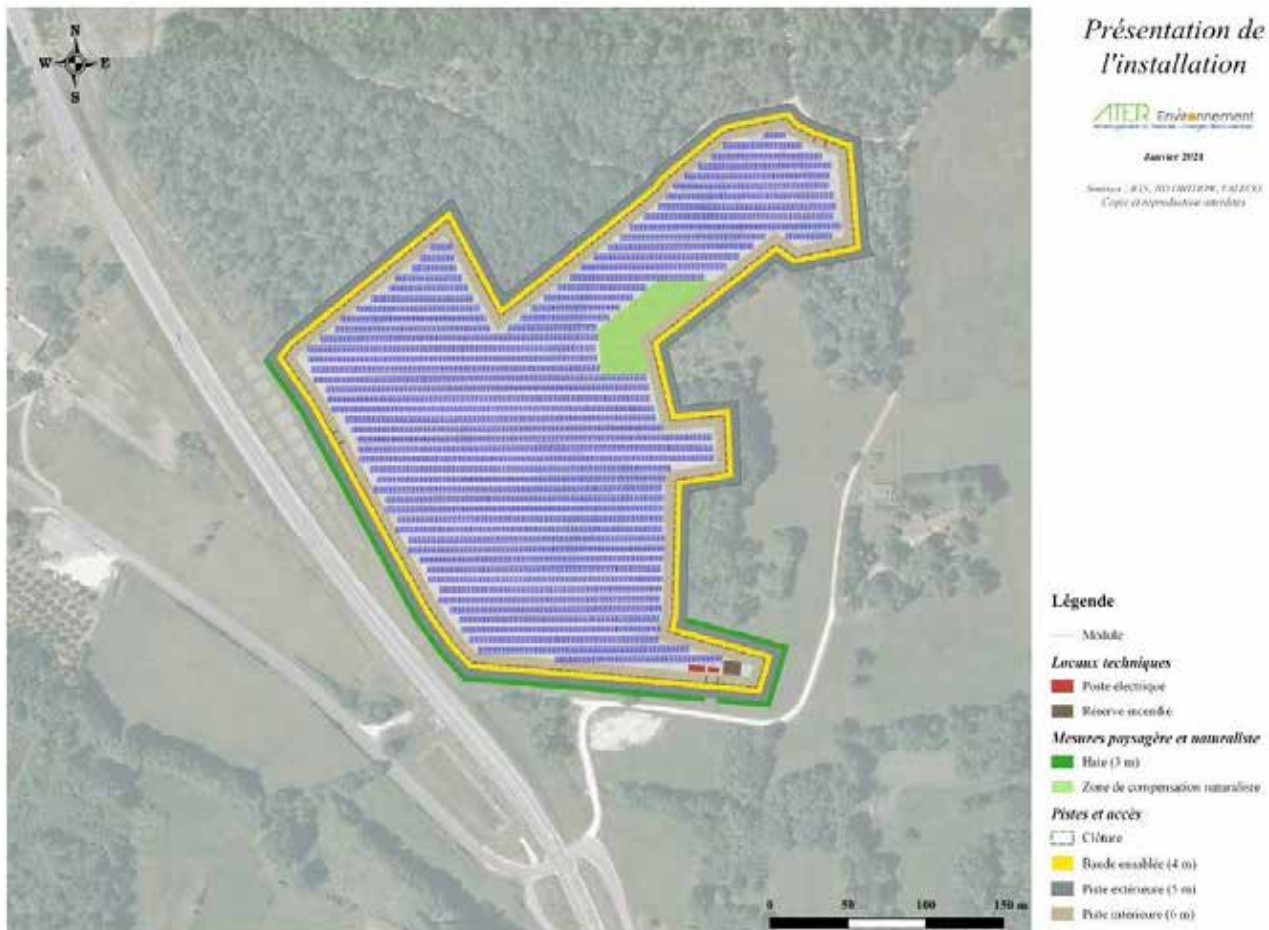 Présentation de
l'installation
ATER Environnement
Janvier
Copie et reproduction interdites
N
W
E
S
Légende
Module
Locaux techniques
Poste électrique
Réserve incendie
Mesures paysagère et naturaliste
Haie (3 m)
Zone de compensation naturaliste
Pistes et accès
Clôture
Bande ensablée (4 m)
Piste extérieure (5 m)
Piste intérieure (6 m)
0
50
100
150 m